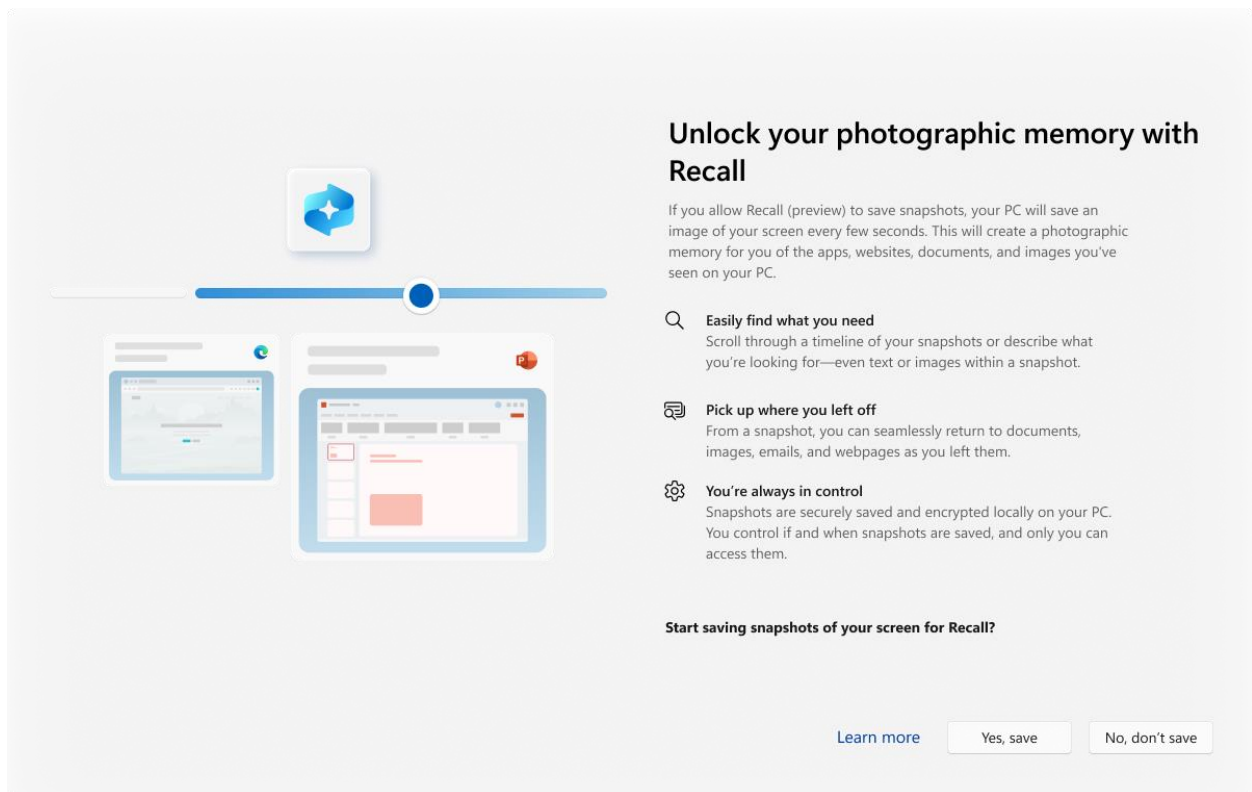 Unlock your photographic memory with
Recall
If you allow Recall (preview) to save snapshots, your PC will save an
image of your screen every few seconds. This will create a photographic
memory for you of the apps, websites, documents, and images you've
seen on your PC.
Easily find what you need
Scroll through a timeline of your snapshots or describe what
you're looking for—even text or images within a snapshot.
Pick up where you left off
From a snapshot, you can seamlessly return to documents,
images, emails, and webpages as you left them.
You're always in control
Snapshots are securely saved and encrypted locally on your PC.
You control if and when snapshots are saved, and only you can
access them.
Start saving snapshots of your screen for Recall?
Learn more
Yes, save
No, don't save
P